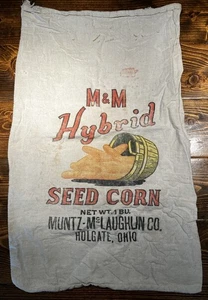 M&M
Hybrid
SEED CORN
NET WT. 1 BU.
MUNTZ-McLAUGHLIN CO.
HOLGATE, OHIO